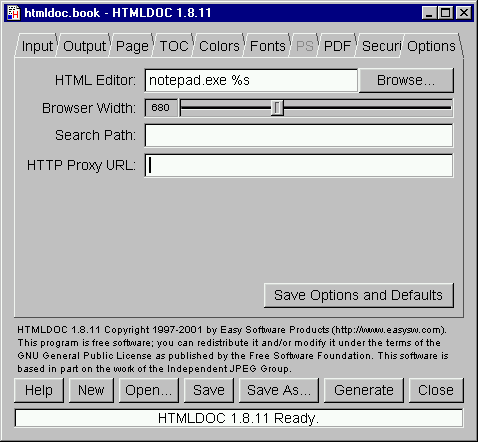 htmldoc.book - HTMLDOC 1.8.11
Input Output Page TOC Colors Fonts PS PDF Securi Options
HTML Editor: notepad.exe %s Browse...
Browser Width: 680
Search Path:
HTTP Proxy URL:
Save Options and Defaults
HTMLDOC 1.8.11 Copyright 1997-2001 by Easy Software Products (http://www.easysw.com).
This program is free software; you can redistribute it and/or modify it under the terms of the
GNU General Public License as published by the Free Software Foundation. This software is
based in part on the work of the Independent JPEG Group.
Help New Open... Save Save As... Generate Close
HTMLDOC 1.8.11 Ready.